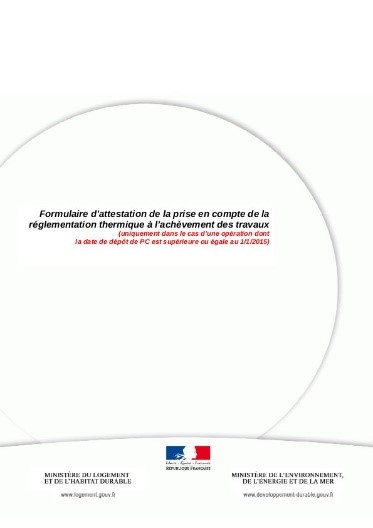 Formulaire d'attestation de la prise en compte de la
réglementation thermique à l'achèvement des travaux
(uniquement dans le cas d'une opération dont
la date de dépôt de PC est supérieure ou égale au 1/1/2015)
Liberté • Égalité • Fraternité
RÉPUBLIQUE FRANÇAISE
MINISTÈRE DU LOGEMENT
ET DE L'HABITAT DURABLE
www.logement.gouv.fr
MINISTÈRE DE L'ENVIRONNEMENT,
DE L'ÉNERGIE ET DE LA MER
www.developpement-durable.gouv.fr